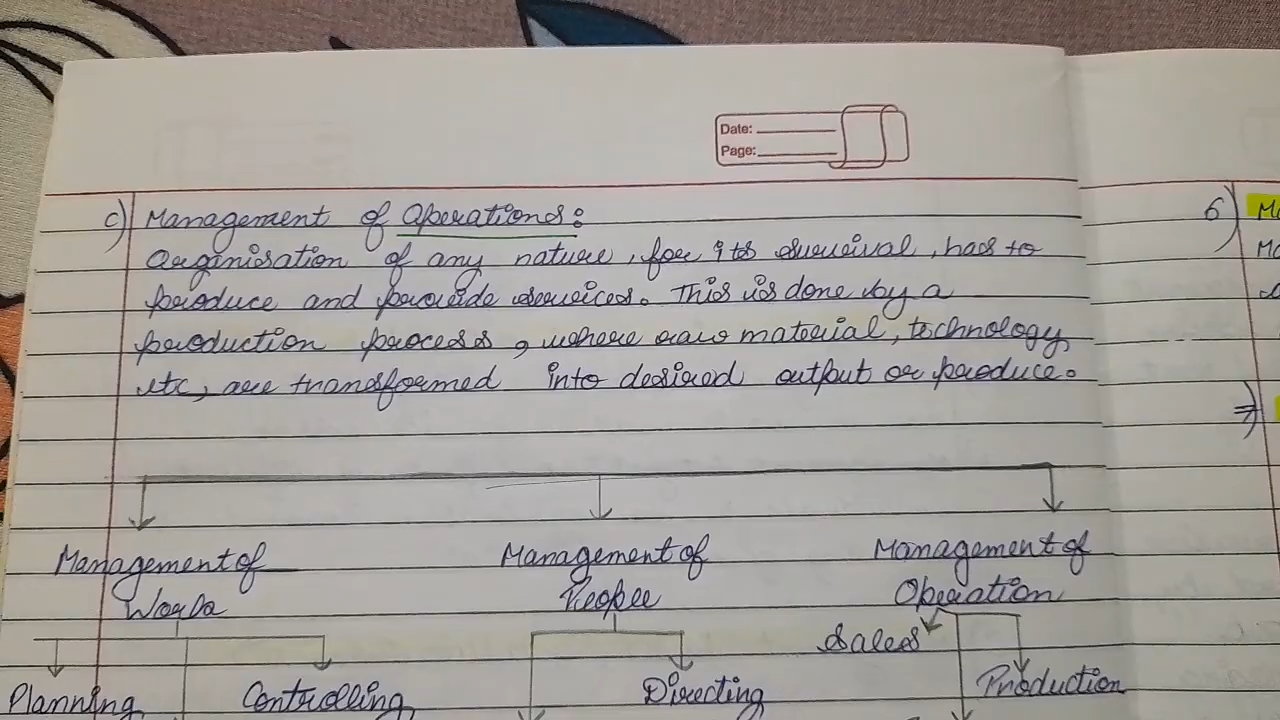 Date:
Page:
c) Management of Operations:
Orginisation of any nature, for its survival, has to
produce and provide services. This is done by a
production process, where raw material, technology,
etc, are transformed into desired output or produce.
6)
Management of Management of Management of
Work People Operation
Sales
Planning Controlling Directing Production